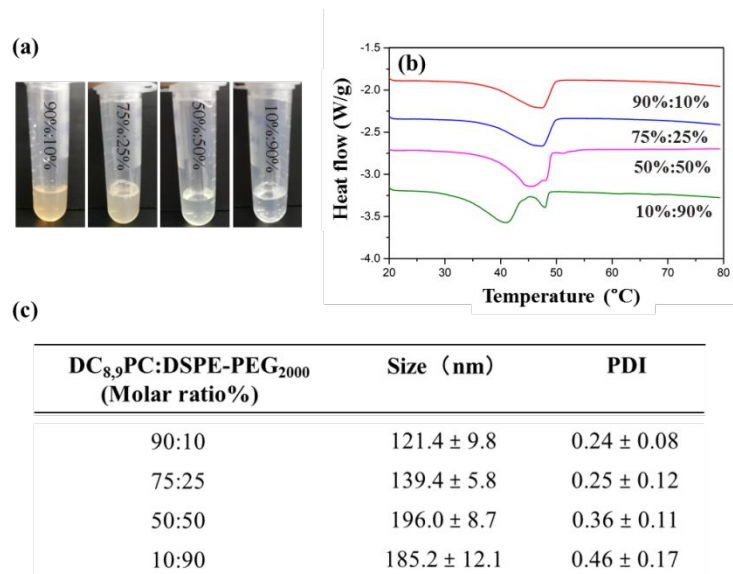 (a)
90%:10%
75%:25%
50%:50%
10%:90%
(b)
Heat flow (W/g)
-1.5
-2.0
-2.5
-3.0
-3.5
-4.0
90%:10%
75%:25%
50%:50%
10%:90%
20 30 40 50 60 70 80
Temperature (°C)
(c)
DC8,9PC:DSPE-PEG2000 Size (nm) PDI
(Molar ratio%)
90:10 121.4 ± 9.8 0.24 ± 0.08
75:25 139.4 ± 5.8 0.25 ± 0.12
50:50 196.0 ± 8.7 0.36 ± 0.11
10:90 185.2 ± 12.1 0.46 ± 0.17